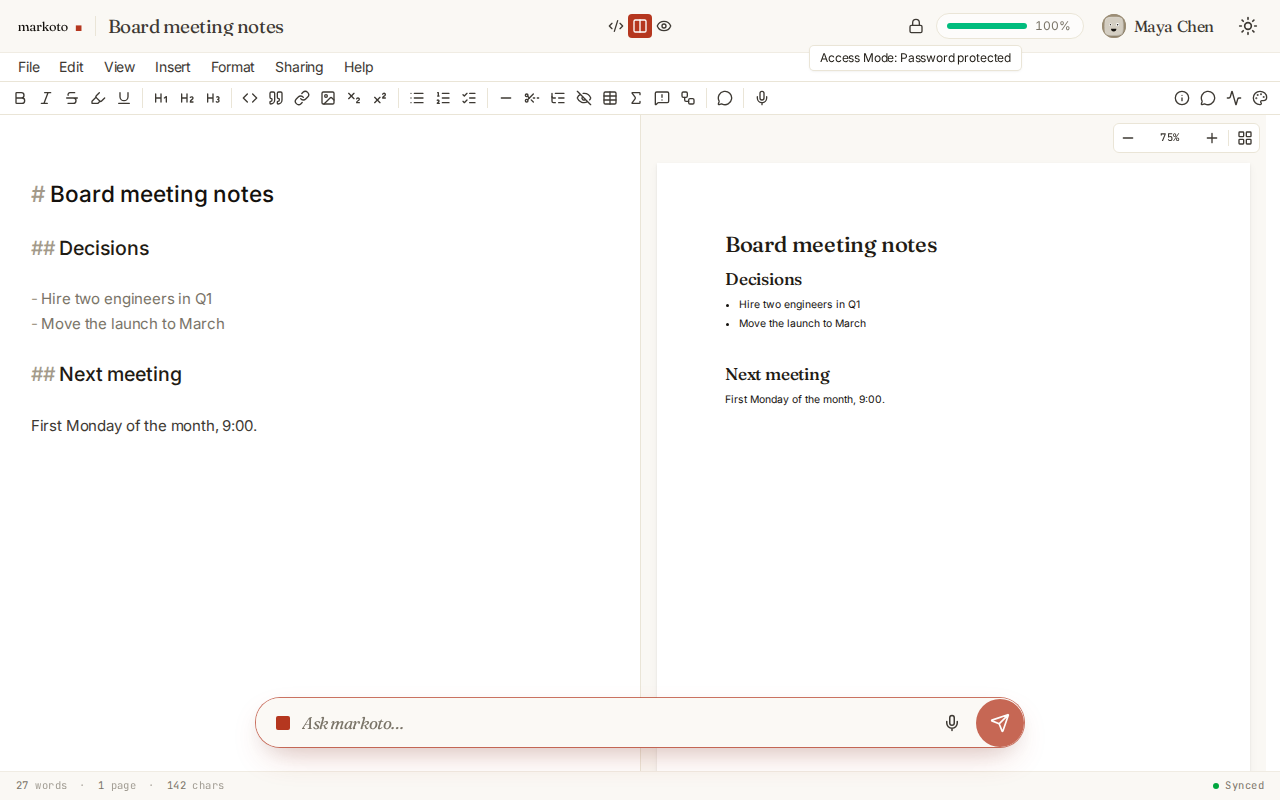 markoto
Board meeting notes
100%
Maya Chen
Access Mode: Password protected
File Edit View Insert Format Sharing Help
H1 H2 H3
75%
# Board meeting notes
## Decisions
- Hire two engineers in Q1
- Move the launch to March
## Next meeting
First Monday of the month, 9:00.
Board meeting notes
Decisions
• Hire two engineers in Q1
• Move the launch to March
Next meeting
First Monday of the month, 9:00.
Ask markoto...
27 words · 1 page · 142 chars
Synced